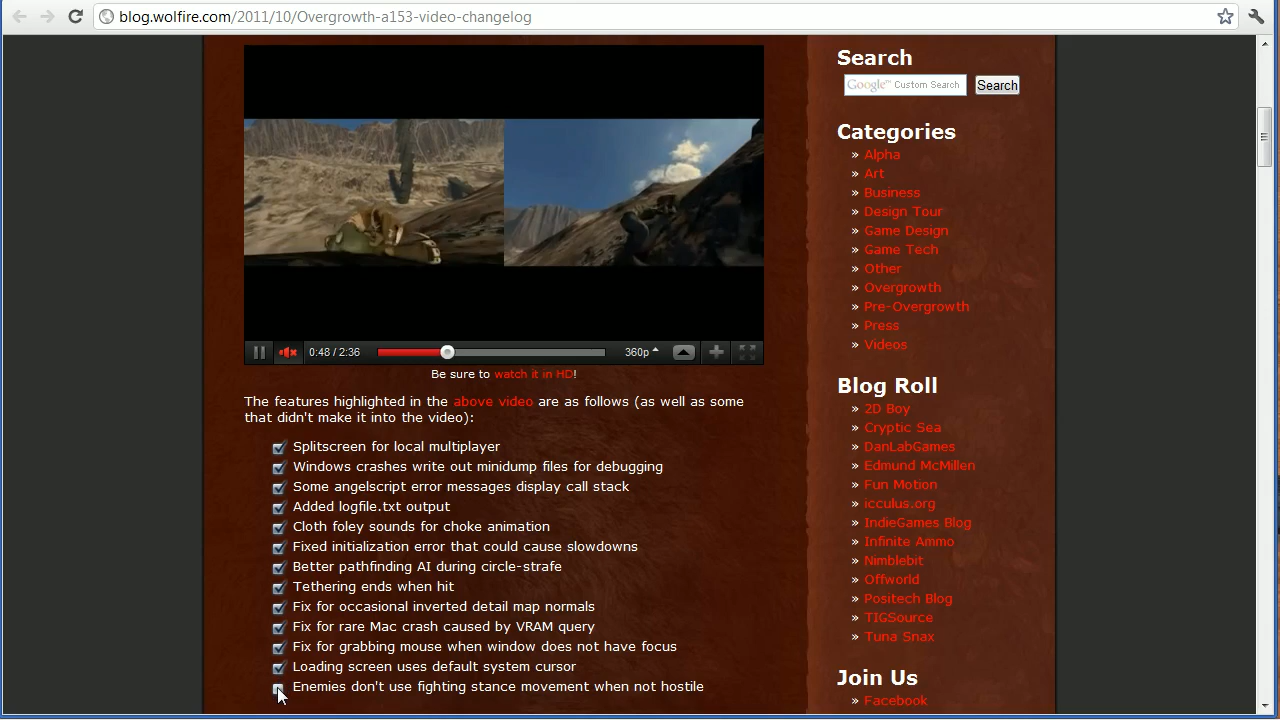 blog.wolfire.com/2011/10/Overgrowth-a153-video-changelog
0:48 / 2:36
360p
Be sure to watch it in HD!
The features highlighted in the above video are as follows (as well as some
that didn't make it into the video):
Splitscreen for local multiplayer
Windows crashes write out minidump files for debugging
Some angelscript error messages display call stack
Added logfile.txt output
Cloth foley sounds for choke animation
Fixed initialization error that could cause slowdowns
Better pathfinding AI during circle-strafe
Tethering ends when hit
Fix for occasional inverted detail map normals
Fix for rare Mac crash caused by VRAM query
Fix for grabbing mouse when window does not have focus
Loading screen uses default system cursor
Enemies don't use fighting stance movement when not hostile
Search
Google™ Custom Search
Search
Categories
» Alpha
» Art
» Business
» Design Tour
» Game Design
» Game Tech
» Other
» Overgrowth
» Pre-Overgrowth
» Press
» Videos
Blog Roll
» 2D Boy
» Cryptic Sea
» DanLabGames
» Edmund McMillen
» Fun Motion
» icculus.org
» IndieGames Blog
» Infinite Ammo
» Nimblebit
» Offworld
» Positech Blog
» TIGSource
» Tuna Snax
Join Us
» Facebook